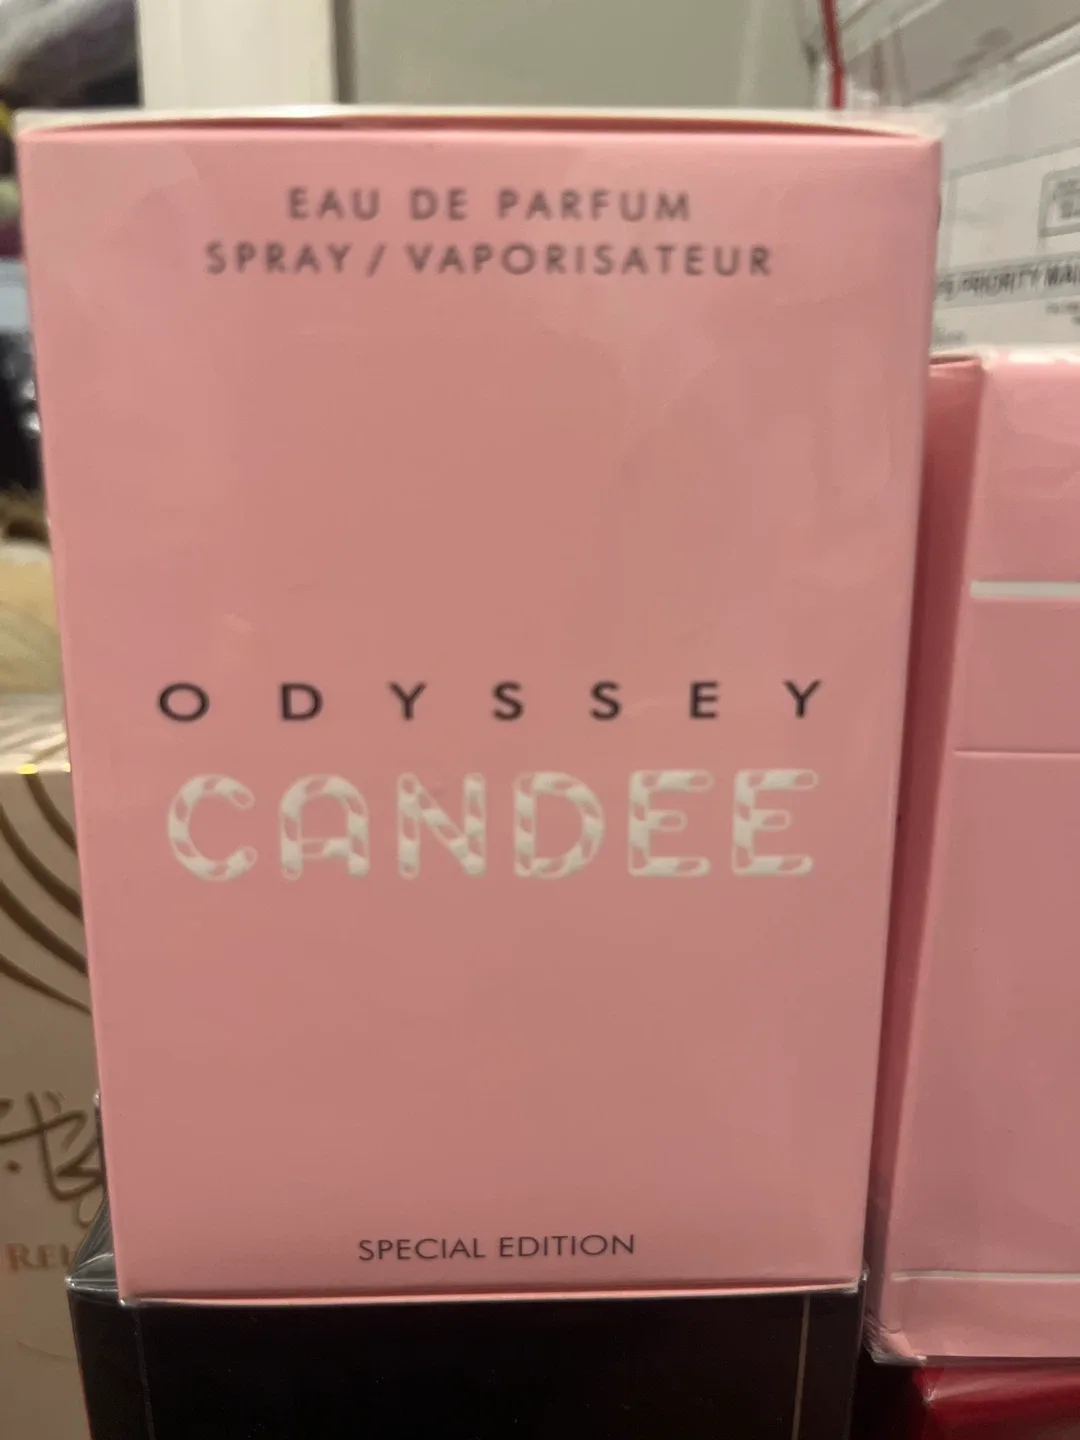 EAU DE PARFUM
SPRAY / VAPORISATEUR
ODYSSEY
CANDEE
SPECIAL EDITION